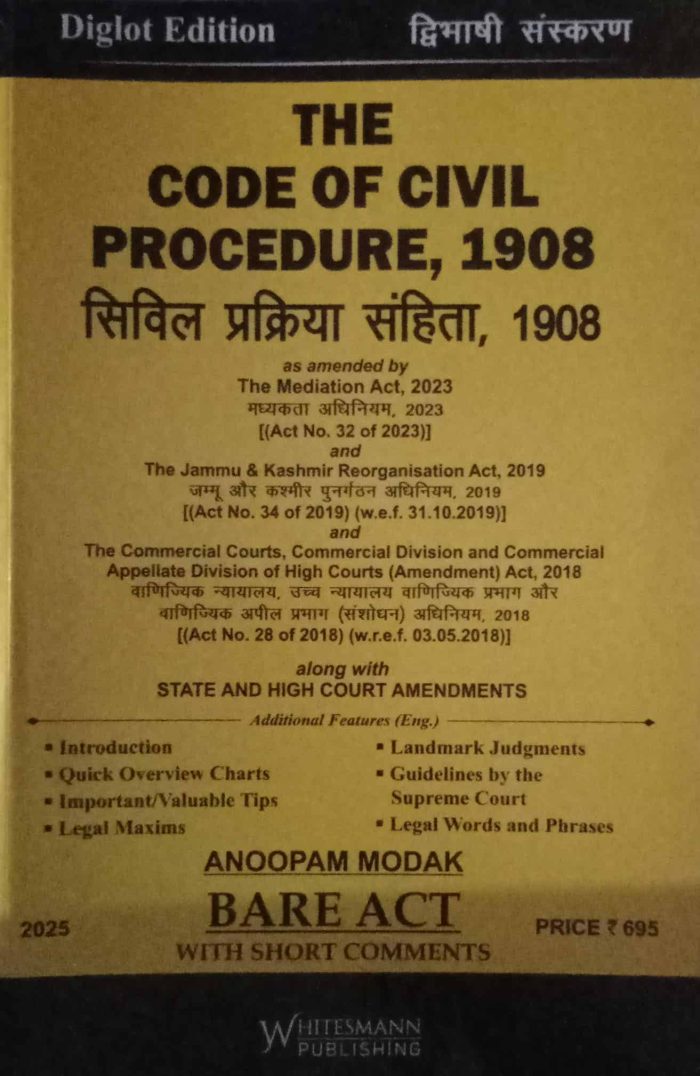 Diglot Edition द्विभाषी संस्करण
THE
CODE OF CIVIL
PROCEDURE, 1908
सिविल प्रक्रिया संहिता, 1908
as amended by
The Mediation Act, 2023
मध्यकता अधिनियम, 2023
[(Act No. 32 of 2023)]
and
The Jammu & Kashmir Reorganisation Act, 2019
जम्मू और कश्मीर पुनर्गठन अधिनियम, 2019
[(Act No. 34 of 2019) (w.e.f. 31.10.2019)]
and
The Commercial Courts, Commercial Division and Commercial
Appellate Division of High Courts (Amendment) Act, 2018
वाणिज्यिक न्यायालय, उच्च न्यायालय वाणिज्यिक प्रभाग और
वाणिज्यिक अपील प्रभाग (संशोधन) अधिनियम, 2018
[(Act No. 28 of 2018) (w.r.e.f. 03.05.2018)]
along with
STATE AND HIGH COURT AMENDMENTS
Additional Features (Eng.)
▪ Introduction
▪ Quick Overview Charts
▪ Important/Valuable Tips
▪ Legal Maxims
▪ Landmark Judgments
▪ Guidelines by the
Supreme Court
▪ Legal Words and Phrases
ANOOPAM MODAK
2025 BARE ACT PRICE ₹ 695
WITH SHORT COMMENTS
WHITESMANN
PUBLISHING